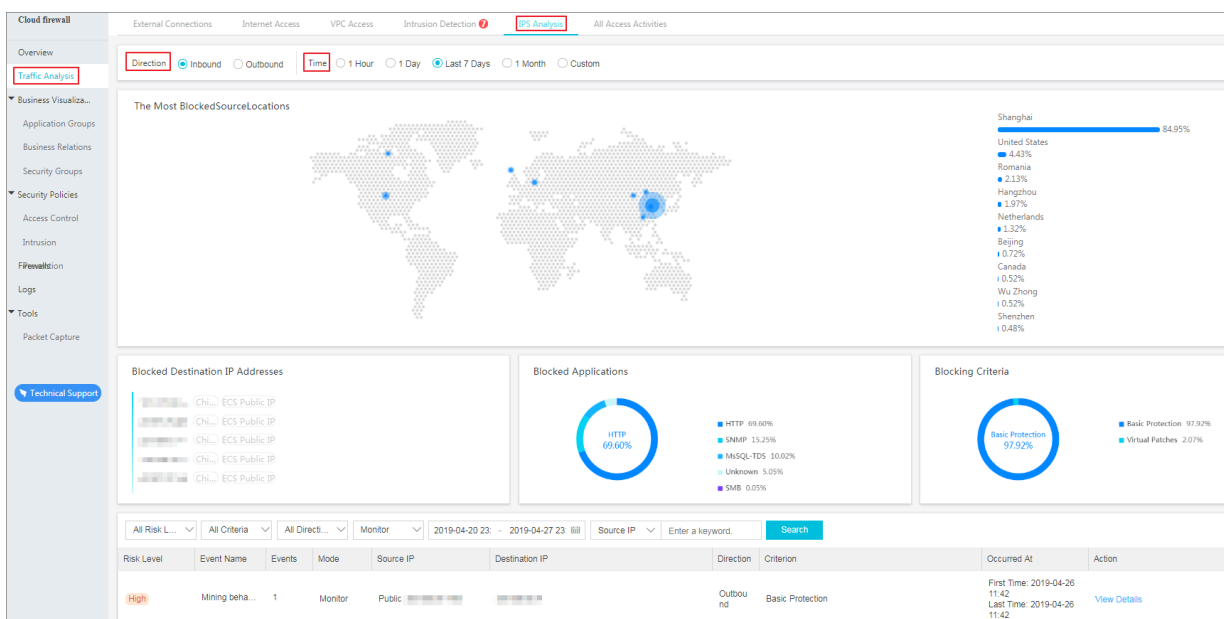 Cloud firewall
Overview
Traffic Analysis
Business Visualiza...
Application Groups
Business Relations
Security Groups
Security Policies
Access Control
Intrusion
Logs
Tools
Packet Capture
Technical Support
External Connections Internet Access VPC Access Intrusion Detection 7 IPS Analysis All Access Activities
Direction Inbound Outbound Time 1 Hour 1 Day Last 7 Days 1 Month Custom
The Most BlockedSourceLocations
Shanghai
84.95%
United States
4.43%
Romania
2.13%
Hangzhou
1.97%
Netherlands
1.32%
Beijing
0.72%
Canada
0.52%
Wu Zhong
0.52%
Shenzhen
0.48%
Blocked Destination IP Addresses
Chi... ECS Public IP
Chi... ECS Public IP
Chi... ECS Public IP
Chi... ECS Public IP
Chi... ECS Public IP
Blocked Applications
HTTP
69.60%
HTTP 69.60%
SNMP 15.25%
MsSQL-TDS 10.02%
Unknown 5.05%
SMB 0.05%
Blocking Criteria
Basic Protection
97.92%
Basic Protection 97.92%
Virtual Patches 2.07%
All Risk L... All Criteria All Directi... Monitor 2019-04-20 23: - 2019-04-27 23: Source IP Enter a keyword. Search
Risk Level Event Name Events Mode Source IP Destination IP Direction Criterion Occurred At Action
High Mining beha... 1 Monitor Public Outbou
nd Basic Protection First Time: 2019-04-26
11:42
Last Time: 2019-04-26
11:42 View Details